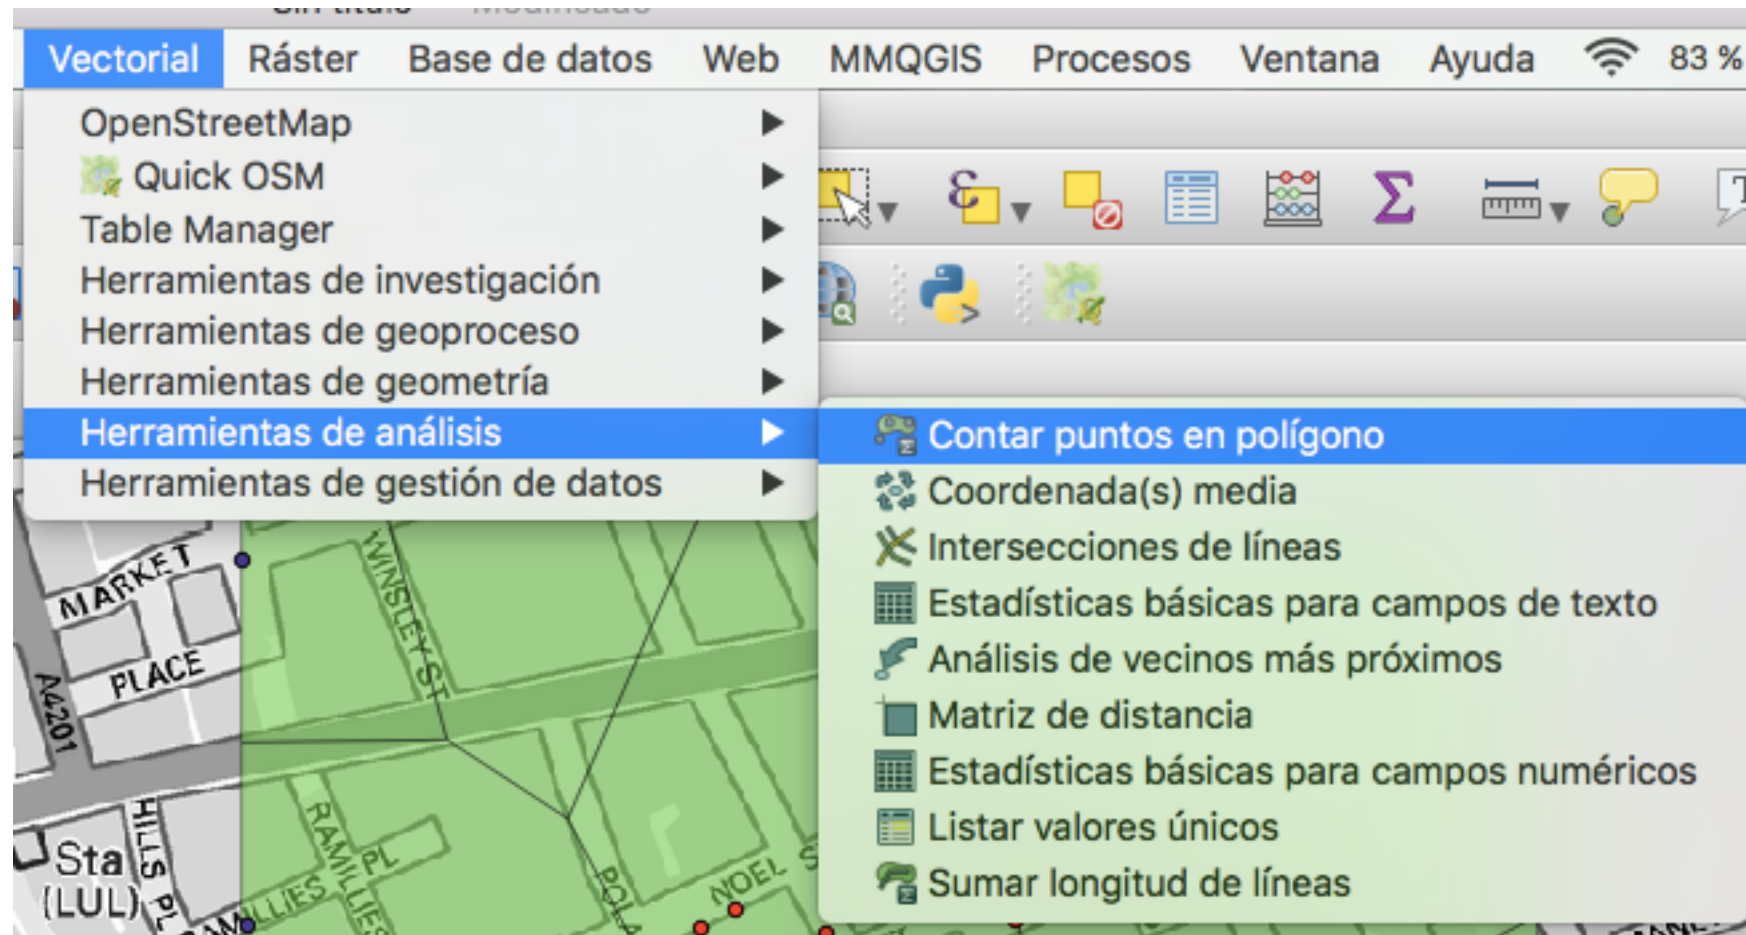 Sin título — Modificado
Vectorial Ráster Base de datos Web MMQGIS Procesos Ventana Ayuda 83 %
OpenStreetMap
Quick OSM
Table Manager
Herramientas de investigación
Herramientas de geoproceso
Herramientas de geometría
Herramientas de análisis
Herramientas de gestión de datos
Contar puntos en polígono
Coordenada(s) media
Intersecciones de líneas
Estadísticas básicas para campos de texto
Análisis de vecinos más próximos
Matriz de distancia
Estadísticas básicas para campos numéricos
Listar valores únicos
Sumar longitud de líneas
MARKET
PLACE
A4201
WINSLEY ST
HILLS PL
Sta
(LUL)
RAMILLIES PL
NOEL